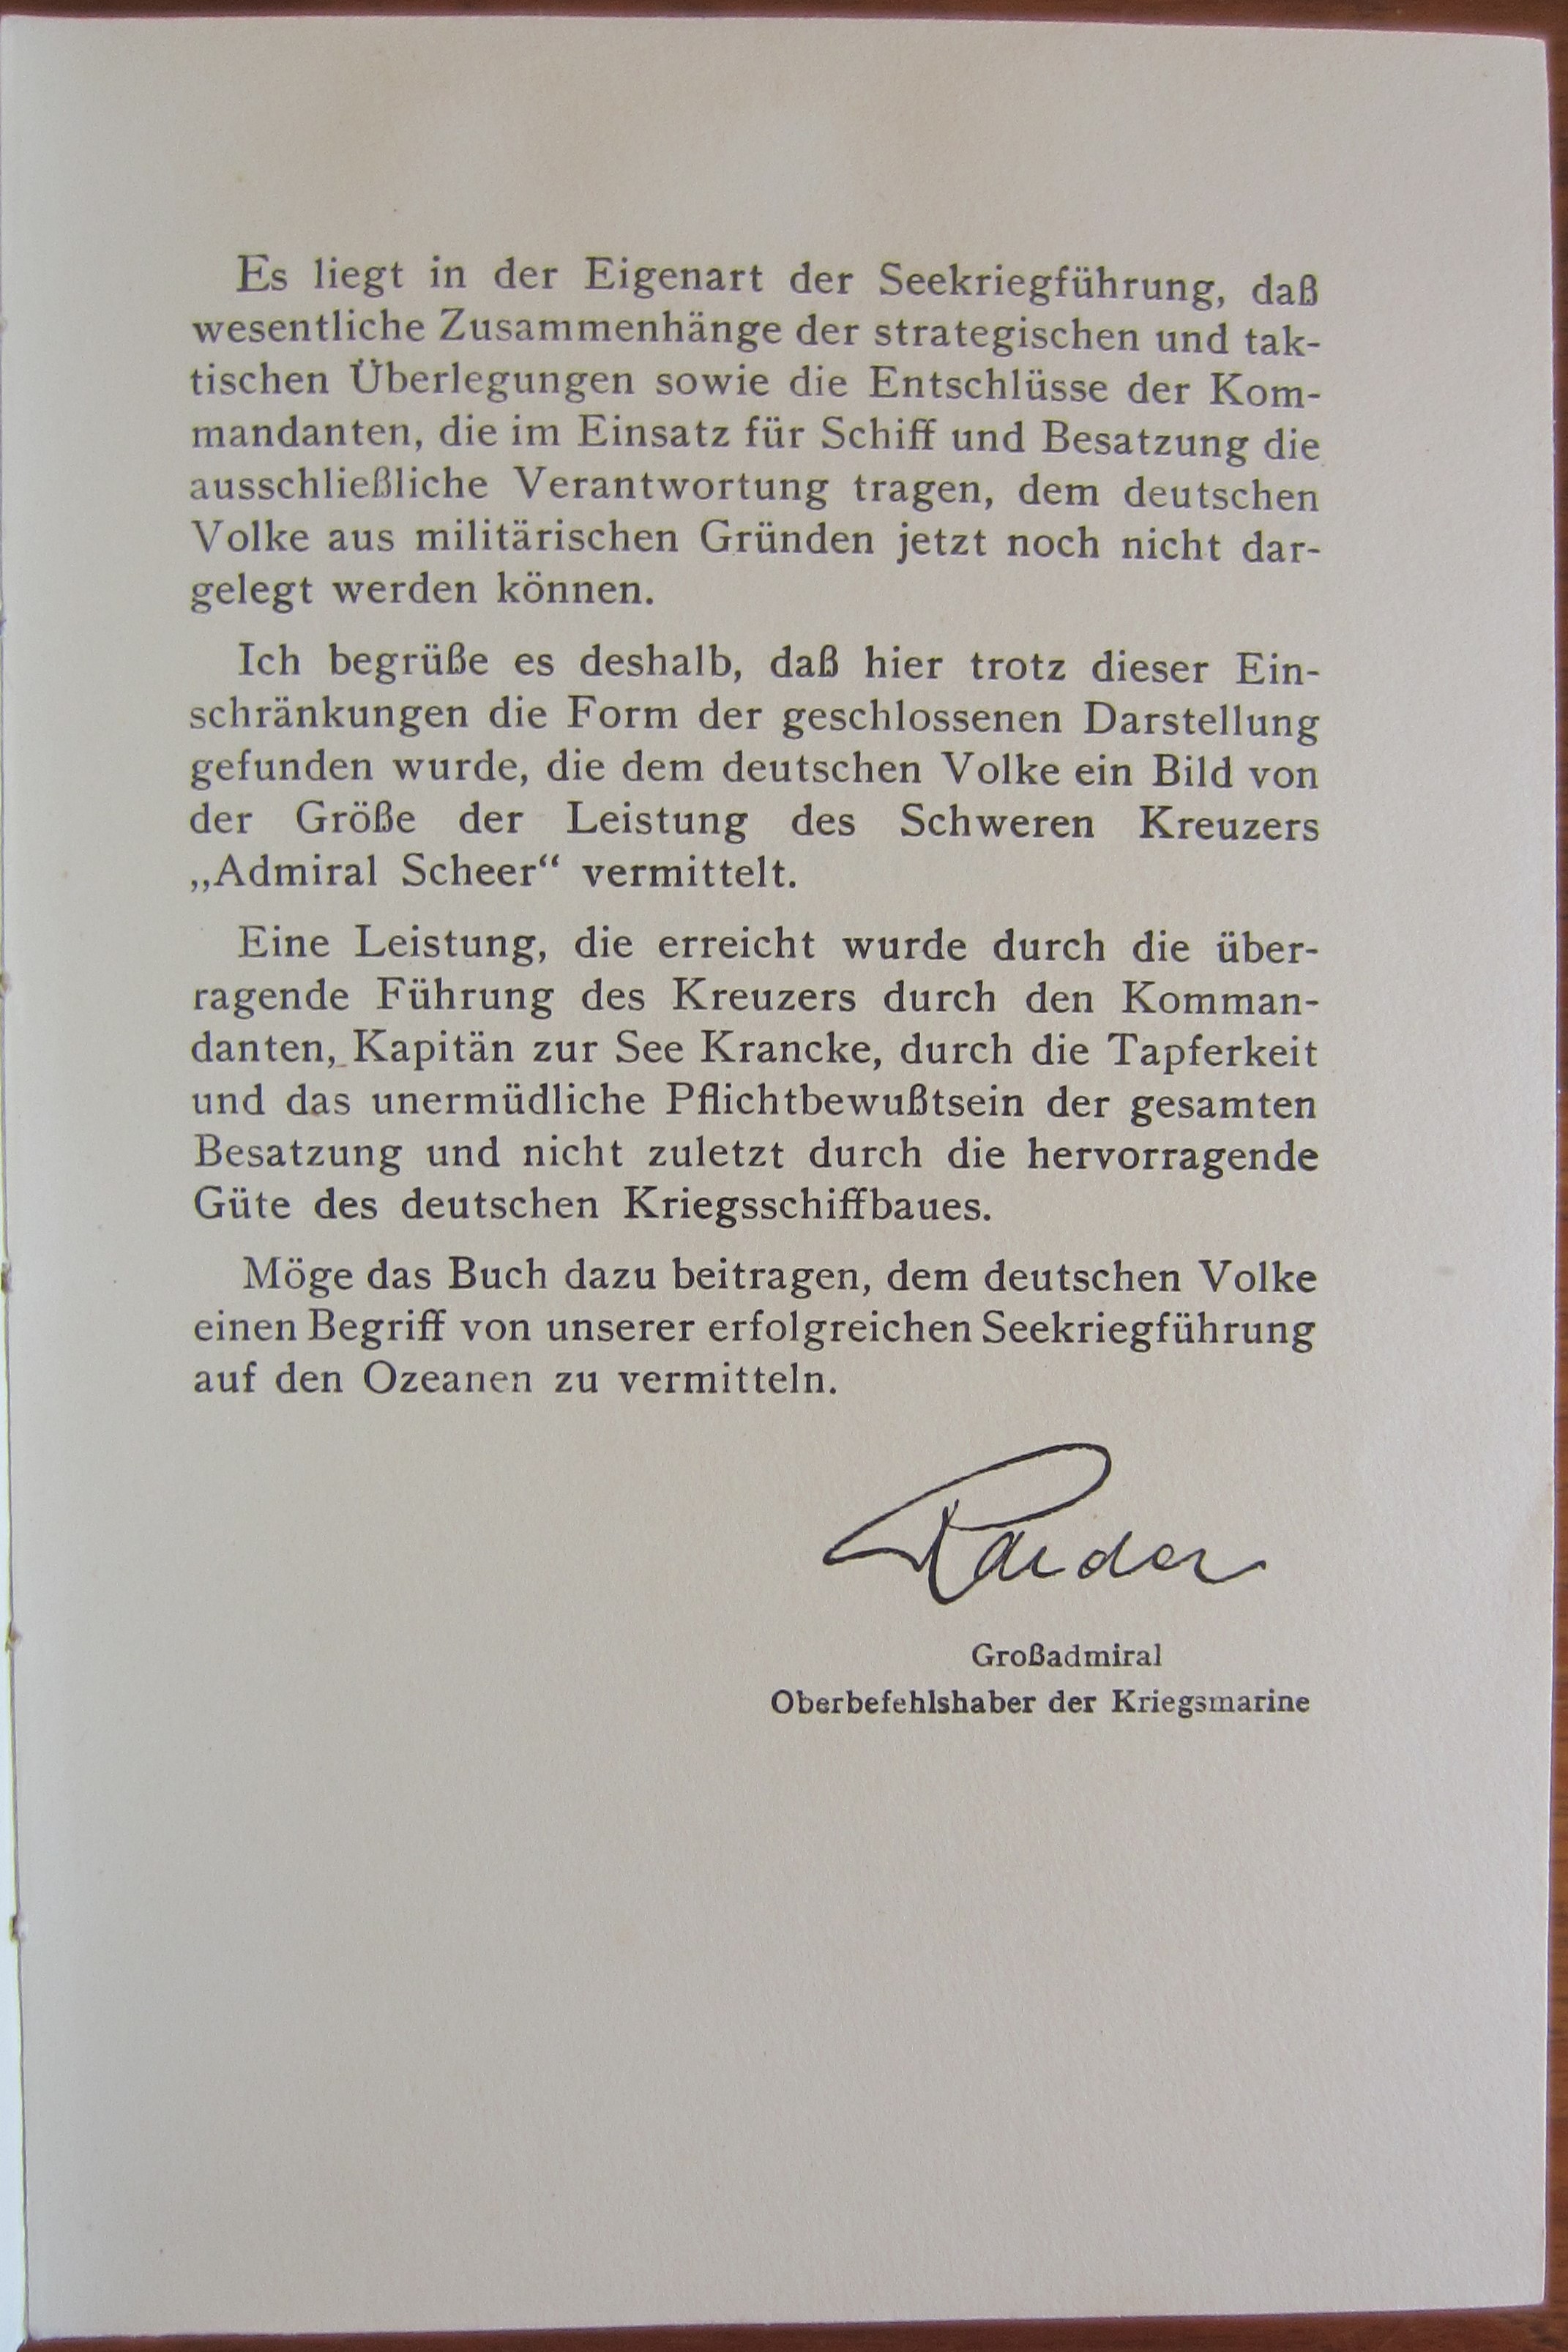 Es liegt in der Eigenart der Seekriegführung, daß
wesentliche Zusammenhänge der strategischen und tak-
tischen Überlegungen sowie die Entschlüsse der Kom-
mandanten, die im Einsatz für Schiff und Besatzung die
ausschließliche Verantwortung tragen, dem deutschen
Volke aus militärischen Gründen jetzt noch nicht dar-
gelegt werden können.
Ich begrüße es deshalb, daß hier trotz dieser Ein-
schränkungen die Form der geschlossenen Darstellung
gefunden wurde, die dem deutschen Volke ein Bild von
der Größe der Leistung des Schweren Kreuzers
„Admiral Scheer“ vermittelt.
Eine Leistung, die erreicht wurde durch die über-
ragende Führung des Kreuzers durch den Komman-
danten, Kapitän zur See Krancke, durch die Tapferkeit
und das unermüdliche Pflichtbewußtsein der gesamten
Besatzung und nicht zuletzt durch die hervorragende
Güte des deutschen Kriegsschiffbaues.
Möge das Buch dazu beitragen, dem deutschen Volke
einen Begriff von unserer erfolgreichen Seekriegführung
auf den Ozeanen zu vermitteln.
Raeder
Großadmiral
Oberbefehlshaber der Kriegsmarine